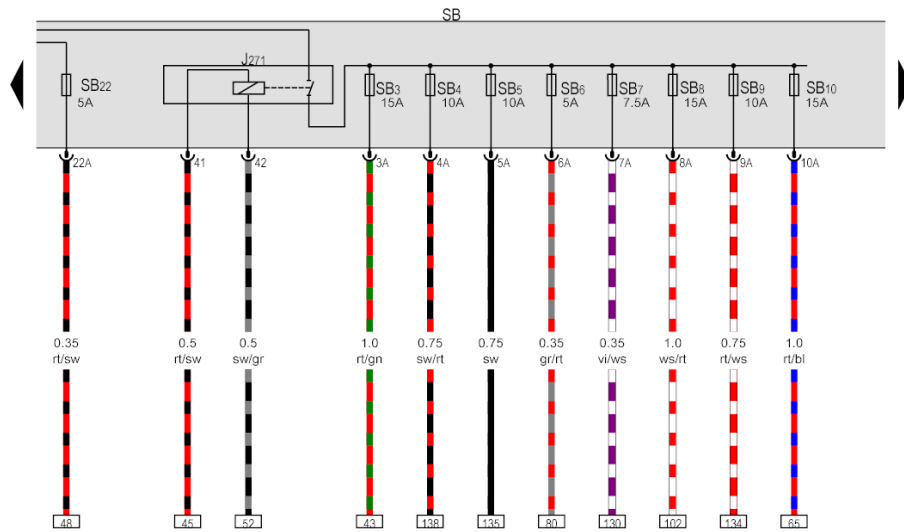 SB
J271
SB22
5A
SB3
15A
SB4
10A
SB5
10A
SB6
5A
SB7
7.5A
SB8
15A
SB9
10A
SB10
15A
22A 41 42 3A 4A 5A 6A 7A 8A 9A 10A
0.35 0.5 0.5 1.0 0.75 0.75 0.35 0.35 1.0 0.75 1.0
rt/sw rt/sw sw/gr rt/gn sw/rt sw gr/rt vi/ws ws/rt rt/ws rt/bl
48 45 52 43 138 135 80 130 102 134 65